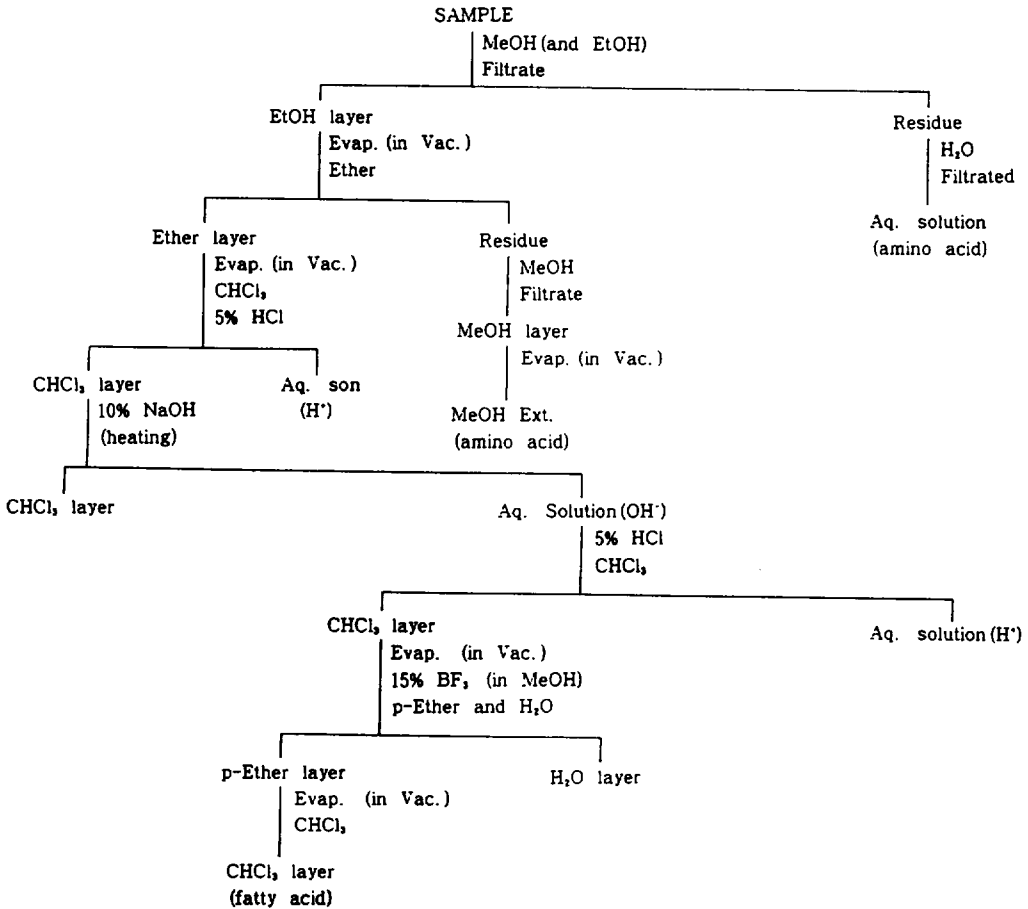 SAMPLE
MeOH (and EtOH)
Filtrate
EtOH layer
Evap. (in Vac.)
Ether
Residue
H₂O
Filtrated
Aq. solution
(amino acid)
Ether layer
Evap. (in Vac.)
CHCl₃
5% HCl
Residue
MeOH
Filtrate
MeOH layer
Evap. (in Vac.)
MeOH Ext.
(amino acid)
CHCl₃ layer
10% NaOH
(heating)
Aq. son
(H⁺)
CHCl₃ layer
Aq. Solution (OH⁻)
5% HCl
CHCl₃
CHCl₃ layer
Evap. (in Vac.)
15% BF₃ (in MeOH)
p-Ether and H₂O
Aq. solution (H⁺)
p-Ether layer
Evap. (in Vac.)
CHCl₃
H₂O layer
CHCl₃ layer
(fatty acid)